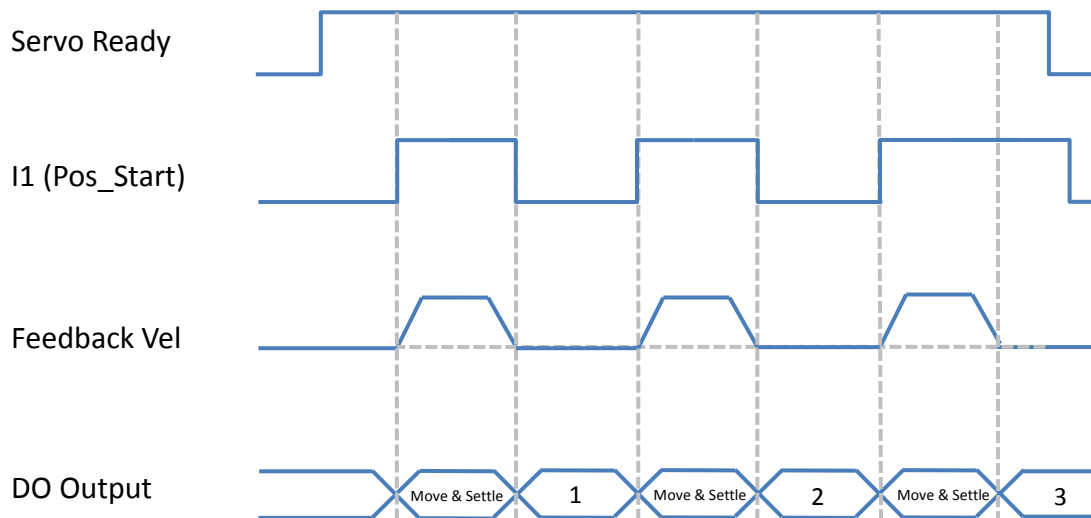 Servo Ready
I1 (Pos_Start)
Feedback Vel
DO Output
Move & Settle
1
Move & Settle
2
Move & Settle
3